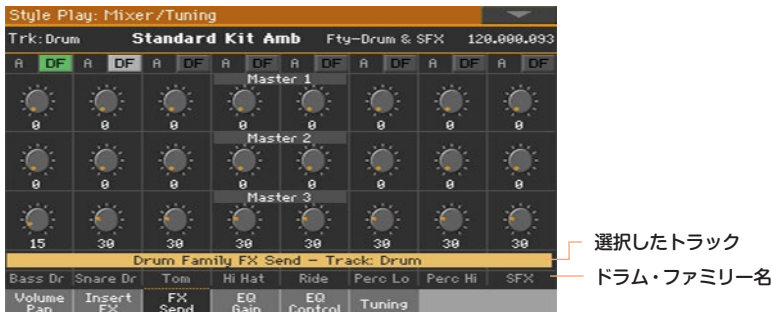 Style Play: Mixer/Tuning
Trk:Drum Standard Kit Amb Fty-Drum & SFX 120.000.093
A DF A DF A DF A DF A DF A DF A DF A DF
Master 1
0 0 0 0 0 0 0 0
Master 2
0 0 0 0 0 0 0 0
Master 3
15 30 30 30 30 30 30 30
Drum Family FX Send - Track: Drum
選択したトラック
Bass Dr Snare Dr Tom Hi Hat Ride Perc Lo Perc Hi SFX
ドラム・ファミリー名
Volume Pan Insert FX FX Send EQ Gain EQ Control Tuning